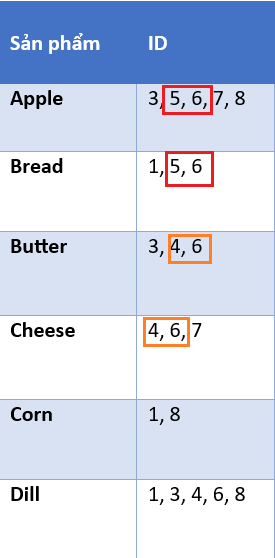 Sản phẩm ID
Apple 3, 5, 6, 7, 8
Bread 1, 5, 6
Butter 3, 4, 6
Cheese 4, 6, 7
Corn 1, 8
Dill 1, 3, 4, 6, 8